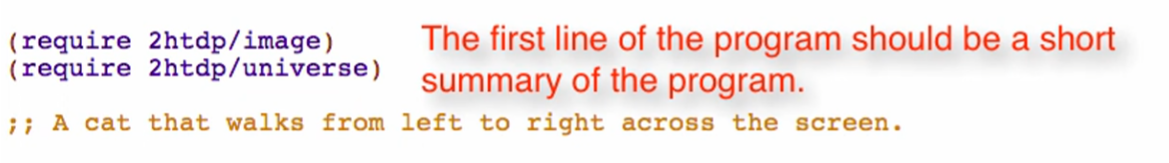 (require 2htdp/image)
(require 2htdp/universe)
The first line of the program should be a short
summary of the program.
;; A cat that walks from left to right across the screen.